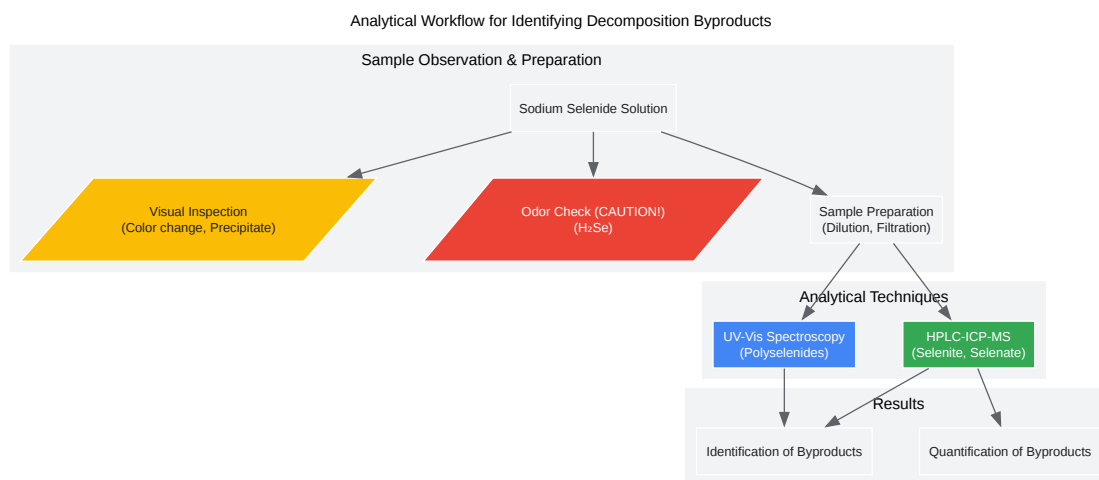 Analytical Workflow for Identifying Decomposition Byproducts
Sample Observation & Preparation
Sodium Selenide Solution
Visual Inspection
(Color change, Precipitate)
Odor Check (CAUTION!)
(H₂Se)
Sample Preparation
(Dilution, Filtration)
Analytical Techniques
UV-Vis Spectroscopy
(Polyselenides)
HPLC-ICP-MS
(Selenite, Selenate)
Results
Identification of Byproducts
Quantification of Byproducts